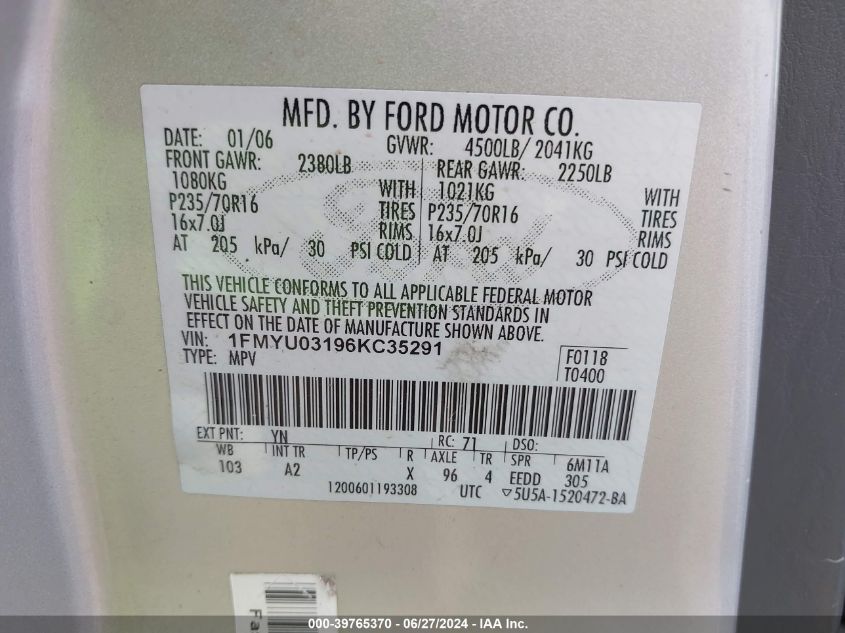 MFD. BY FORD MOTOR CO.
DATE: 01/06 GVWR: 4500LB/ 2041KG
FRONT GAWR: 2380LB REAR GAWR: 2250LB
1080KG WITH 1021KG WITH
P235/70R16 TIRES P235/70R16 TIRES
16x7.0J RIMS 16x7.0J RIMS
AT 205 kPa/ 30 PSI COLD AT 205 kPa/ 30 PSI COLD
THIS VEHICLE CONFORMS TO ALL APPLICABLE FEDERAL MOTOR
VEHICLE SAFETY AND THEFT PREVENTION STANDARDS IN
EFFECT ON THE DATE OF MANUFACTURE SHOWN ABOVE.
VIN: 1FMYU03196KC35291
TYPE: MPV
F0118
T0400
EXT PNT: YN RC: 71 DSO:
WB INT TR TP/PS R AXLE TR SPR 6M11A
103 A2 X 96 4 EEDD 305
1200601193308 UTC ▽5U5A-1520472-BA
Fa
000-39765370 / 06/27/2024 - IAA Inc.